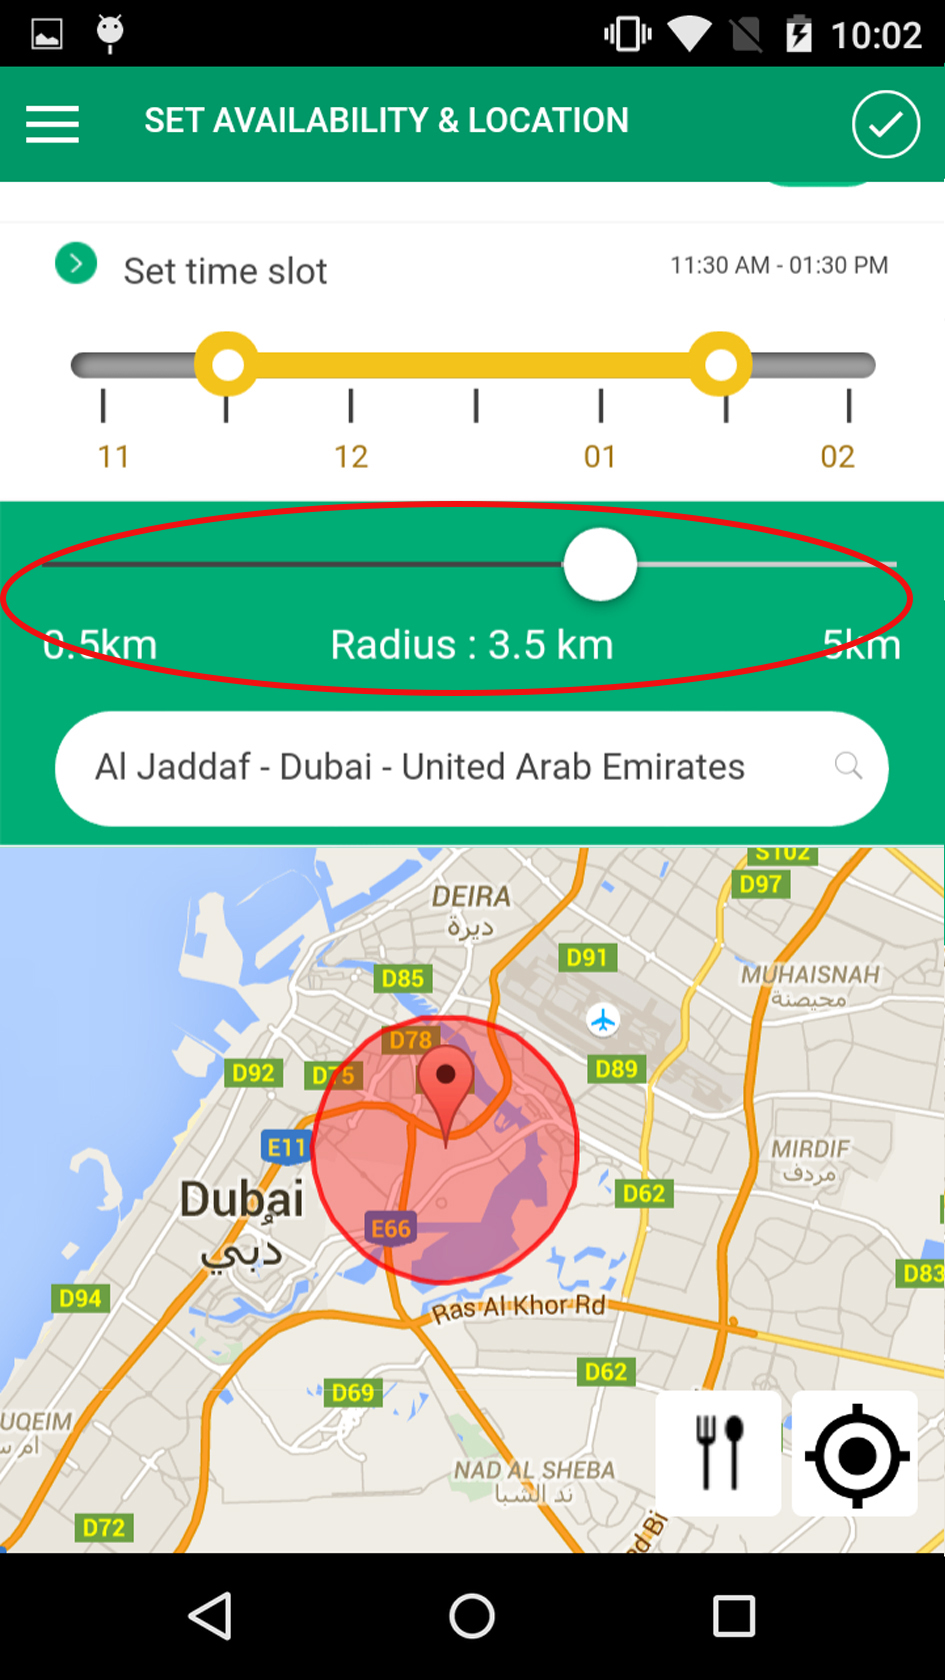 10:02
SET AVAILABILITY & LOCATION
Set time slot
11:30 AM - 01:30 PM
11 12 01 02
0.5km Radius : 3.5 km 5km
Al Jaddaf - Dubai - United Arab Emirates
S102
D97
DEIRA
ديرة
D91
D85
MUHAISNAH
محيصنة
D78
D92
D75
D89
E11
MIRDIF
مردف
Dubai
دبي
D62
E66
D83
D94
Ras Al Khor Rd
D62
D69
UQEIM
NAD AL SHEBA
ند الشبا
D72